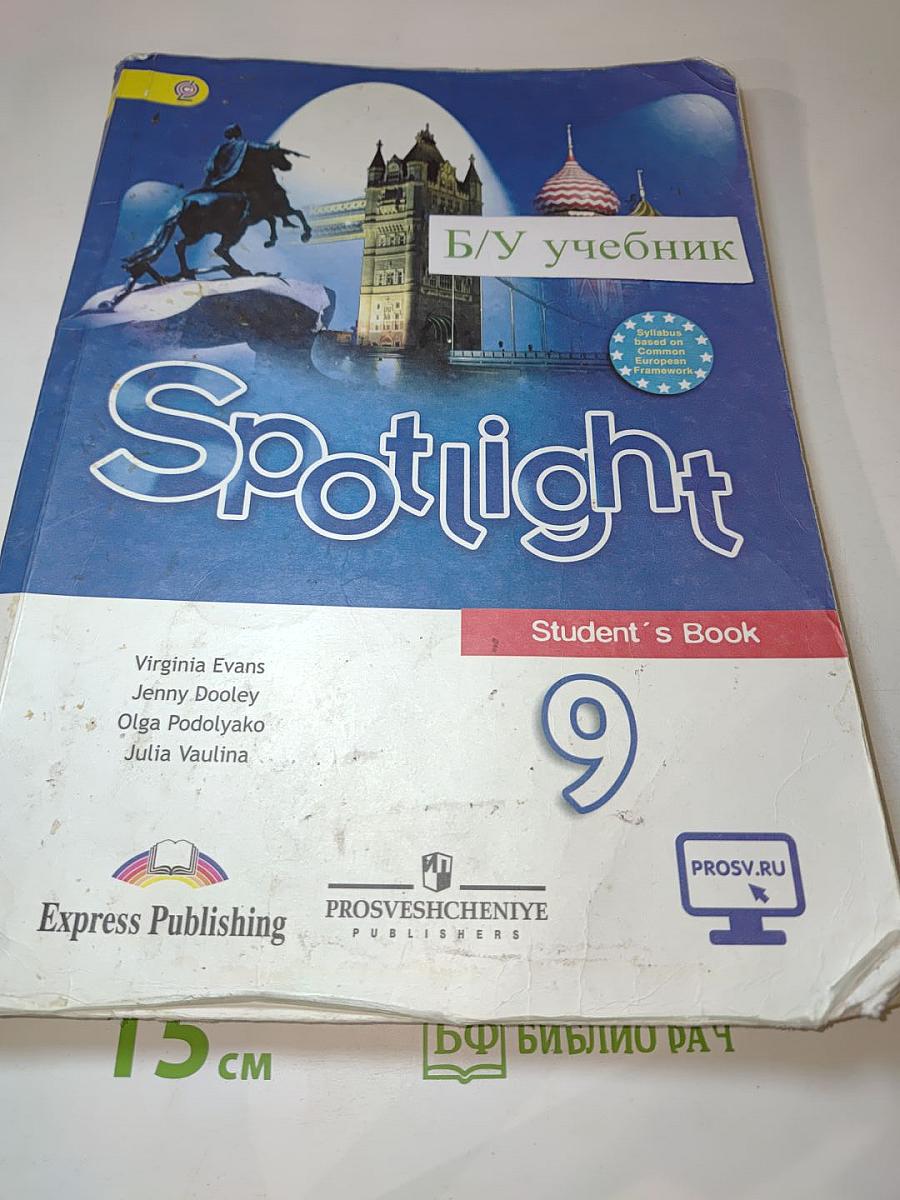 Б/У учебник
Syllabus
based on
Common
European
Framework
Spotlight
Student´s Book
9
Virginia Evans
Jenny Dooley
Olga Podolyako
Julia Vaulina
Express Publishing
PROSVESHCHENIYE
PUBLISHERS
PROSV.RU
15 см
БФ